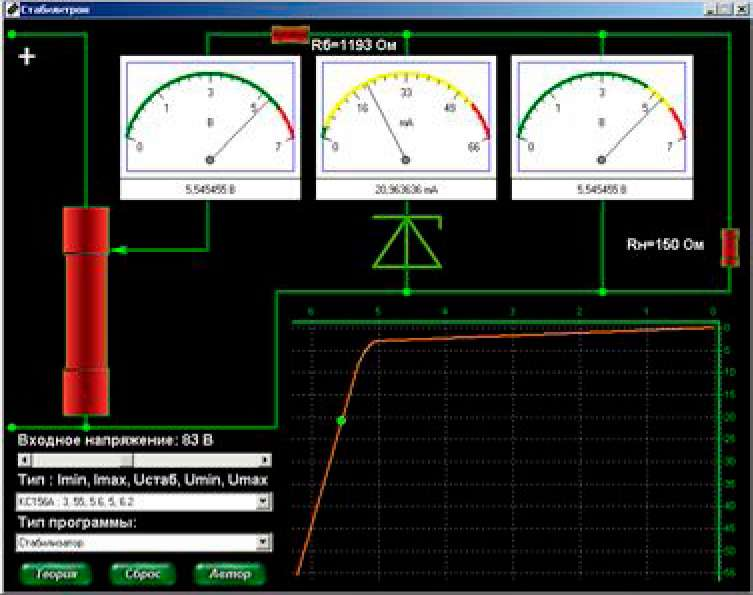 Стабилитрон
+
Rб=1193 Ом
0 1 3 5 7
В
5,545455 В
0 16 33 49 66
mA
20,963636 mA
0 1 3 5 7
В
5,545455 В
Rн=150 Ом
6 5 4 3 2 1 0
0
5
10
15
20
25
30
35
40
45
50
55
Входное напряжение: 83 В
Тип : Imin, Imax, Uстаб, Umin, Umax
КС156А : 3, 55, 5.6, 5, 6.2
Тип программы:
Стабилизатор
Теория Сброс Автор